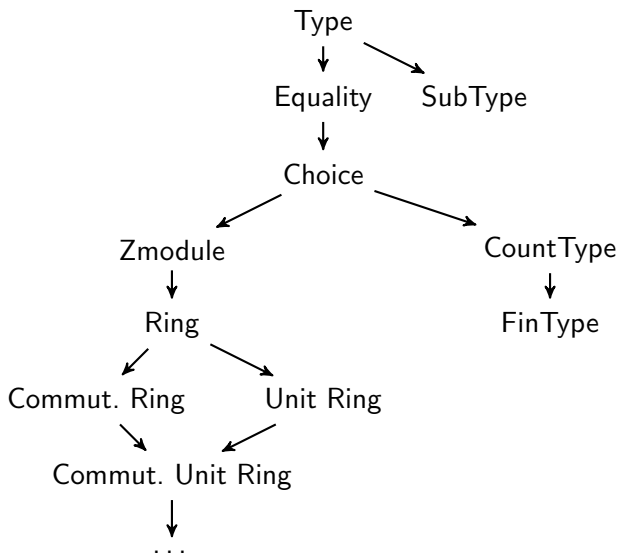 Type
Equality SubType
Choice
Zmodule CountType
Ring FinType
Commut. Ring Unit Ring
Commut. Unit Ring
...